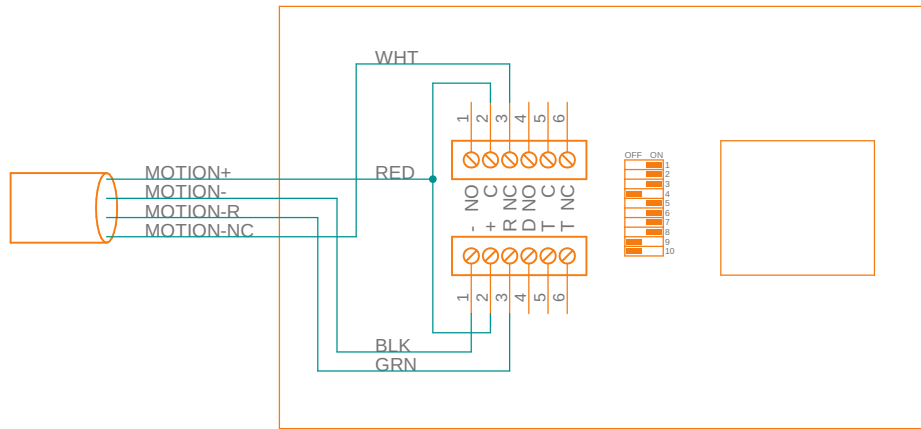 WHT
1 2 3 4 5 6
OFF ON
MOTION+ RED
MOTION-
MOTION-R
MOTION-NC
NO C NC NO C NC
- + R D T T
1
2
3
4
5
6
7
8
9
10
1 2 3 4 5 6
BLK
GRN